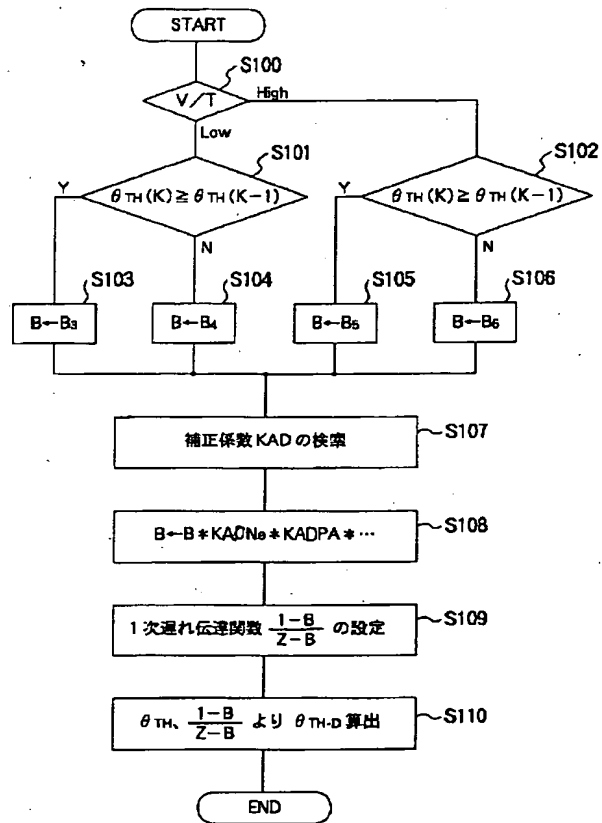 START
S100
V/T
High
Low
S101
S102
Y
θTH(K)≧θTH(K-1)
Y
θTH(K)≧θTH(K-1)
N
N
S103
S104
S105
S106
B←B3
B←B4
B←B5
B←B6
補正係数 KAD の検索
S107
B←B*KADNe*KADPA*…
S108
1次遅れ伝達関数 1-B/Z-B の設定
S109
θTH、1-B/Z-B より θTH-D 算出
S110
END